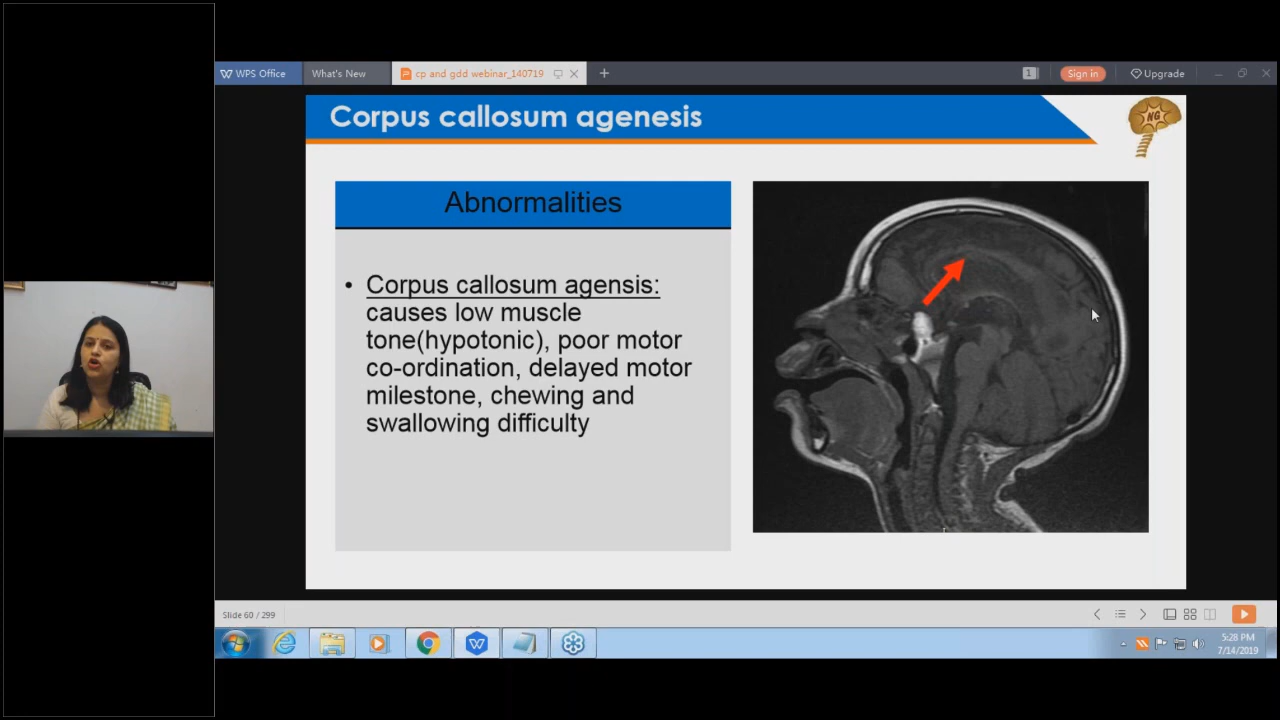 WPS Office
What's New
cp and gdd webinar_140719
1
Sign in
Upgrade
Corpus callosum agenesis
NG
Abnormalities
• Corpus callosum agensis:
causes low muscle
tone(hypotonic), poor motor
co-ordination, delayed motor
milestone, chewing and
swallowing difficulty
Slide 60 / 299
5:28 PM
7/14/2019